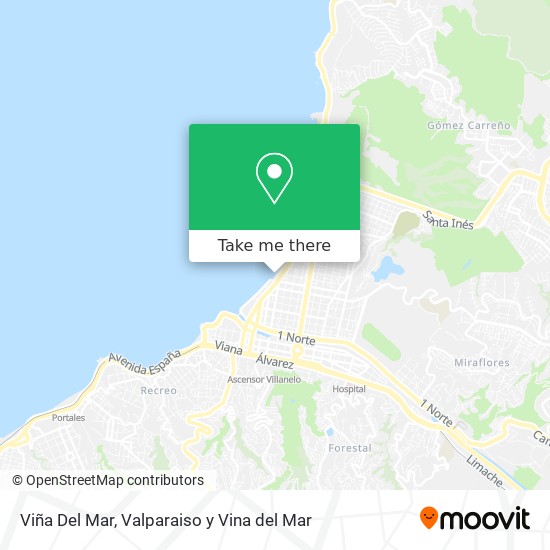 Gómez Carreño
Santa Inés
Take me there
1 Norte
Viana
Álvarez
Avenida España
Miraflores
Ascensor Villanelo
Recreo
Hospital
1 Norte
Portales
Forestal
Limache
Car
© OpenStreetMap contributors
Viña Del Mar, Valparaiso y Vina del Mar
moovit